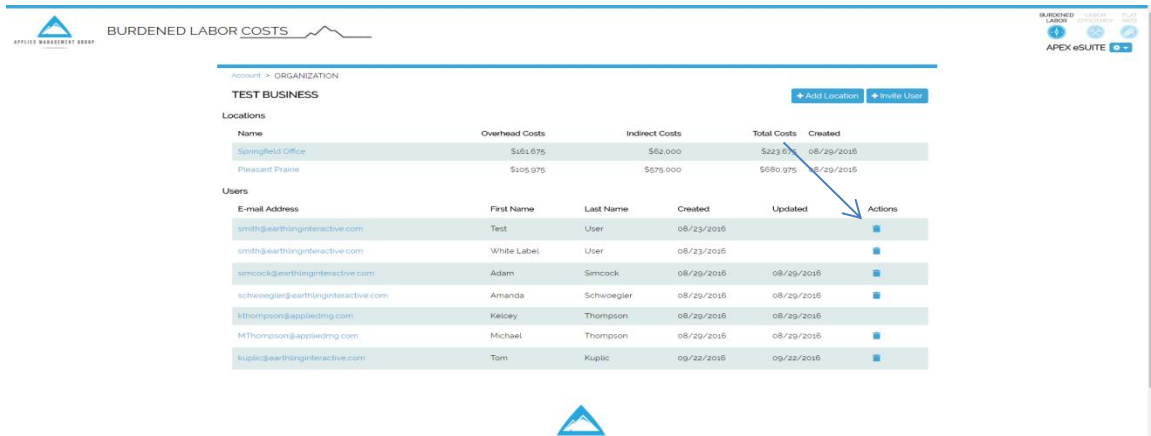 BURDENED LABOR LABOR EFFICIENCY FLAT RATE
APPLIED MANAGEMENT GROUP
BURDENED LABOR COSTS
APEX eSUITE
Account > ORGANIZATION
TEST BUSINESS + Add Location + Invite User
Locations
Name Overhead Costs Indirect Costs Total Costs Created
Springfield Office $161,675 $62,000 $223,675 08/29/2016
Pleasant Prairie $105,975 $575,000 $680,975 08/29/2016
Users
E-mail Address First Name Last Name Created Updated Actions
smith@earthlinginteractive.com Test User 08/23/2016
smith@earthlinginteractive.com White Label User 08/23/2016
simcock@earthlinginteractive.com Adam Simcock 08/29/2016 08/29/2016
schwoegler@earthlinginteractive.com Amanda Schwoegler 08/29/2016 08/29/2016
kthompson@appliedmg.com Kelcey Thompson 08/29/2016 08/29/2016
MThompson@appliedmg.com Michael Thompson 08/29/2016 08/29/2016
kuplic@earthlinginteractive.com Tom Kuplic 09/22/2016 09/22/2016